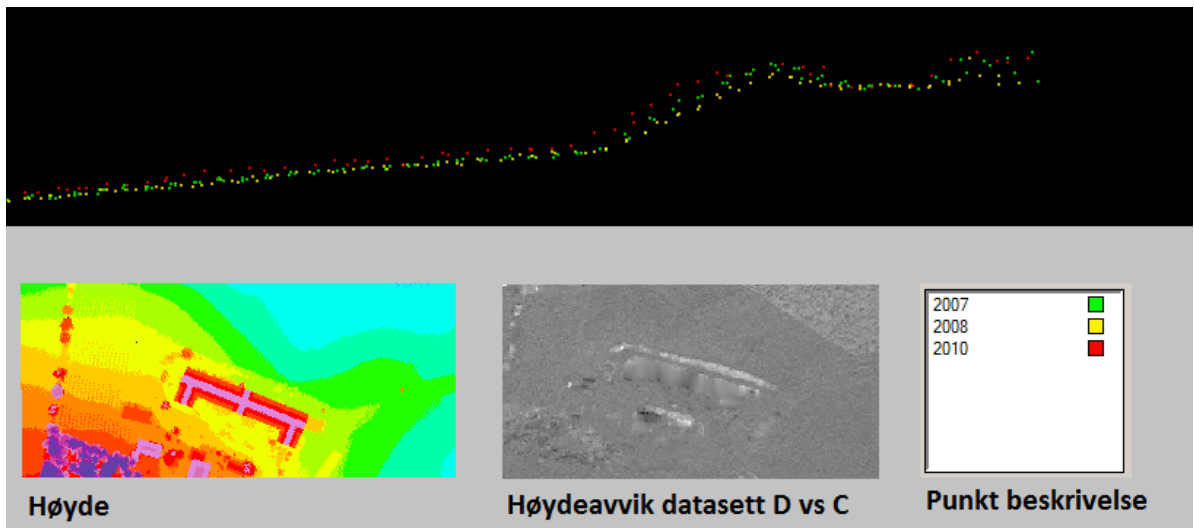 2007
2008
2010
Høyde
Høydeavvik datasett D vs C
Punkt beskrivelse